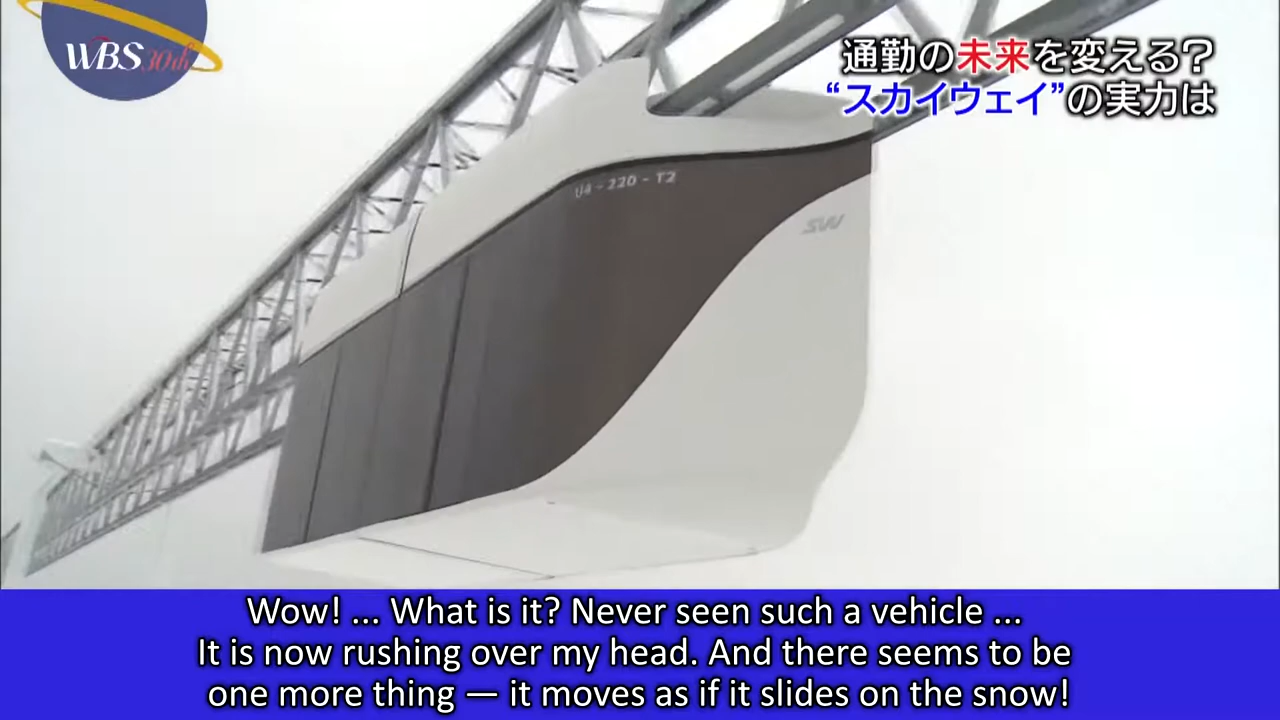 WBS 30th
通勤の未来を変える?
“スカイウェイ”の実力は
U4-220-T2
SW
Wow! ... What is it? Never seen such a vehicle ...
It is now rushing over my head. And there seems to be
one more thing — it moves as if it slides on the snow!